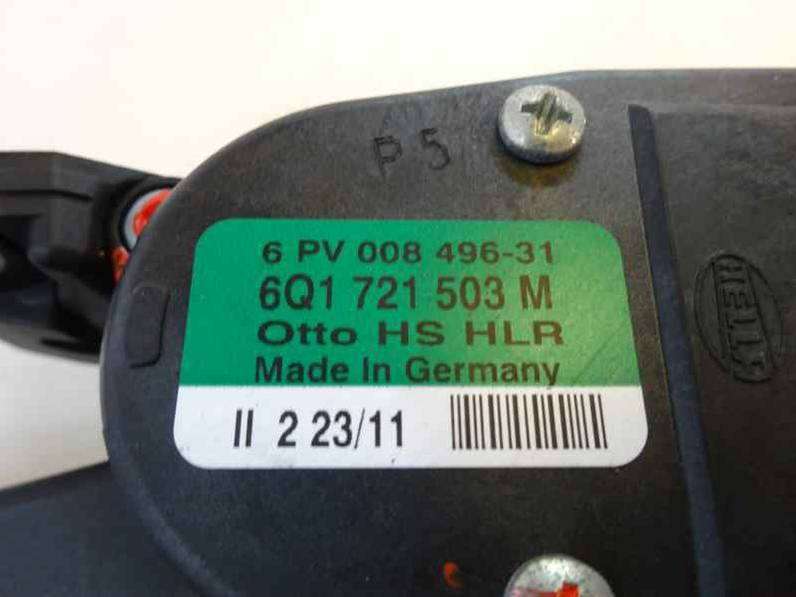 P 5
6 PV 008 496-31
6Q1 721 503 M
Otto HS HLR
Made In Germany
II 2 23/11
HELLA